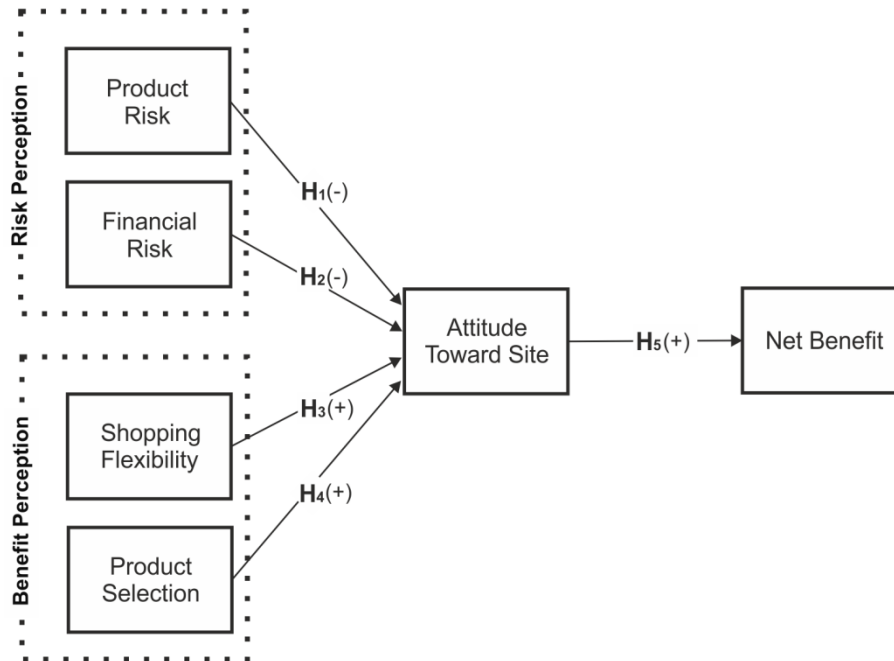 Risk Perception
Product
Risk
Financial
Risk
H₁(-)
H₂(-)
Benefit Perception
Shopping
Flexibility
Product
Selection
H₃(+)
H₄(+)
Attitude
Toward Site
H₅(+)
Net Benefit